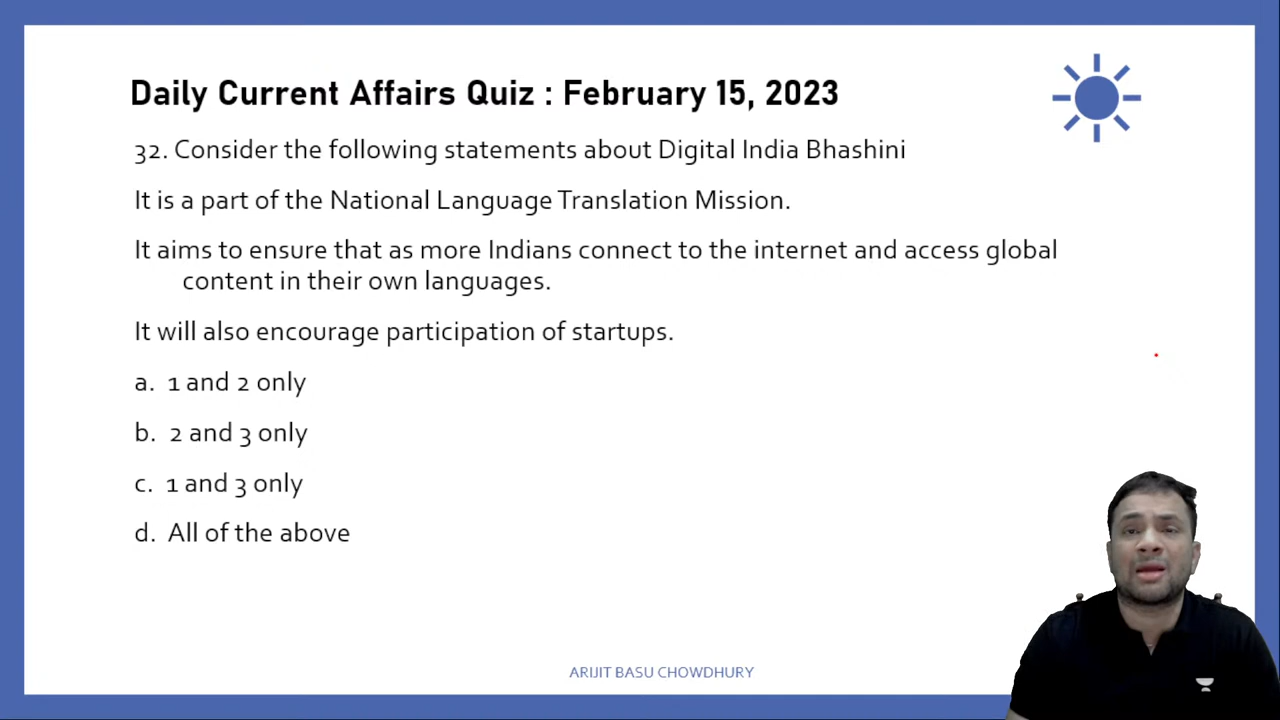 Daily Current Affairs Quiz : February 15, 2023
32. Consider the following statements about Digital India Bhashini
It is a part of the National Language Translation Mission.
It aims to ensure that as more Indians connect to the internet and access global
content in their own languages.
It will also encourage participation of startups.
a. 1 and 2 only
b. 2 and 3 only
c. 1 and 3 only
d. All of the above
ARIJIT BASU CHOWDHURY